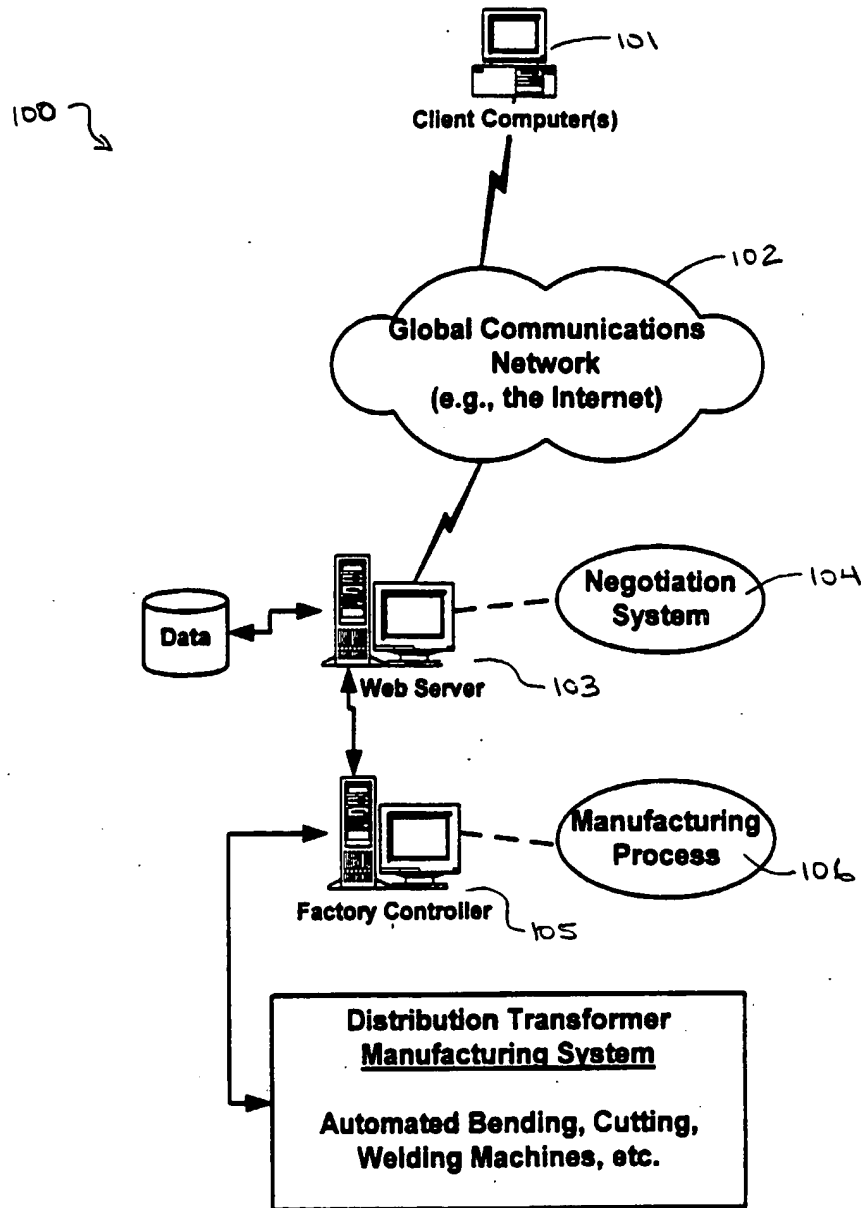 101
100
Client Computer(s)
102
Global Communications
Network
(e.g., the Internet)
Negotiation
System
104
Data
Web Server
103
Manufacturing
Process
106
Factory Controller
105
Distribution Transformer
Manufacturing System
Automated Bending, Cutting,
Welding Machines, etc.